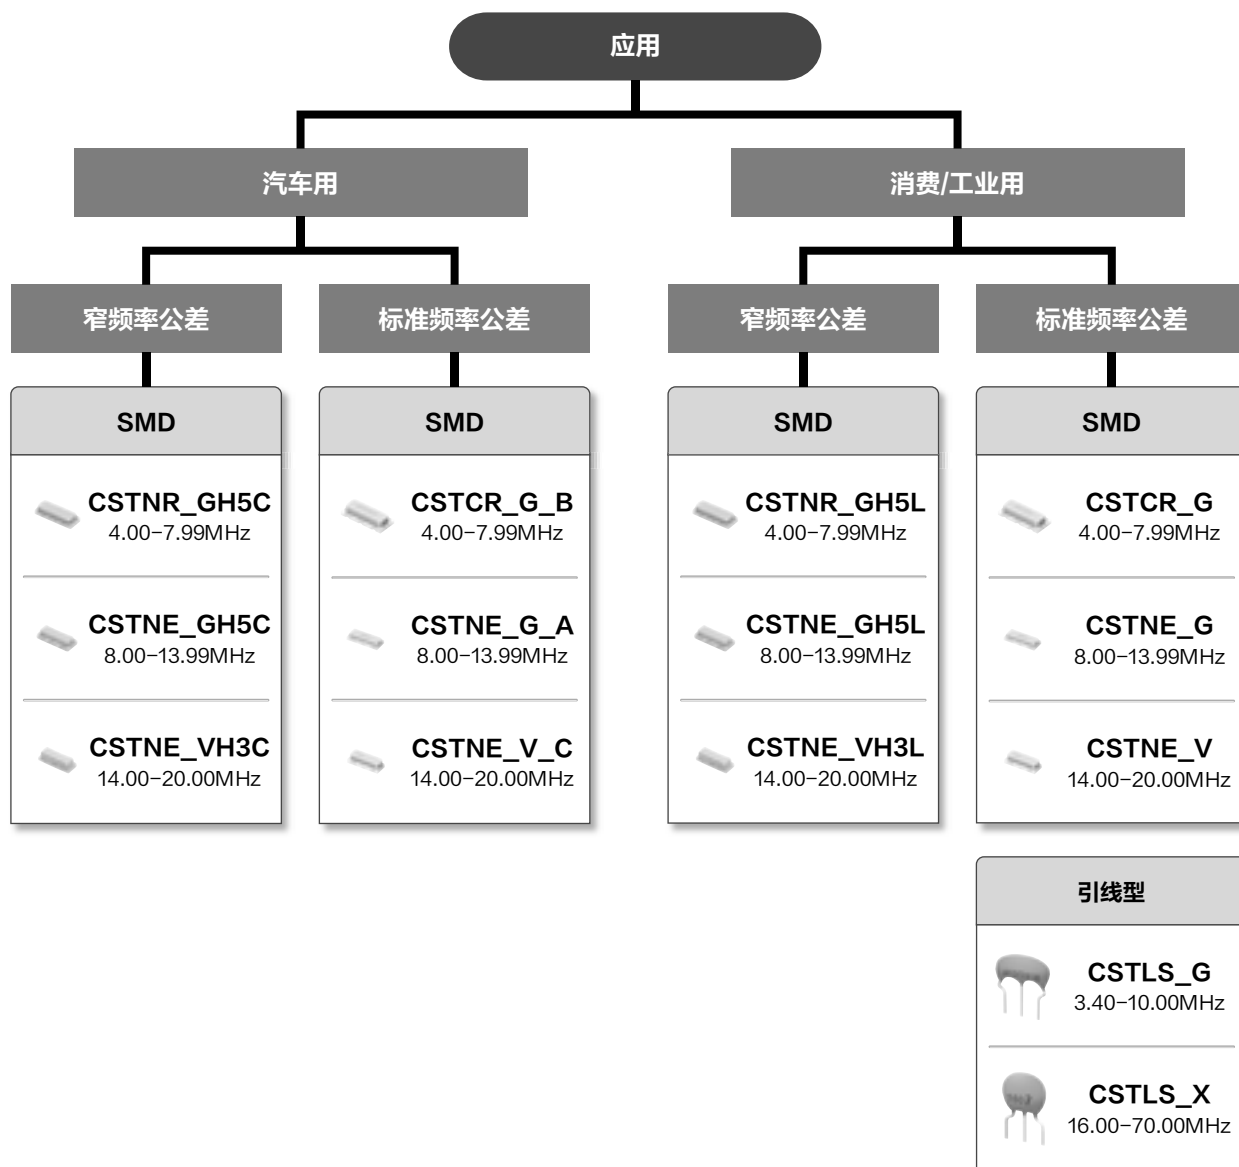 应用
汽车用
消费/工业用
窄频率公差
标准频率公差
窄频率公差
标准频率公差
SMD
SMD
SMD
SMD
CSTNR_GH5C
4.00-7.99MHz
CSTNE_GH5C
8.00-13.99MHz
CSTNE_VH3C
14.00-20.00MHz
CSTCR_G_B
4.00-7.99MHz
CSTNE_G_A
8.00-13.99MHz
CSTNE_V_C
14.00-20.00MHz
CSTNR_GH5L
4.00-7.99MHz
CSTNE_GH5L
8.00-13.99MHz
CSTNE_VH3L
14.00-20.00MHz
CSTCR_G
4.00-7.99MHz
CSTNE_G
8.00-13.99MHz
CSTNE_V
14.00-20.00MHz
引线型
CSTLS_G
3.40-10.00MHz
CSTLS_X
16.00-70.00MHz